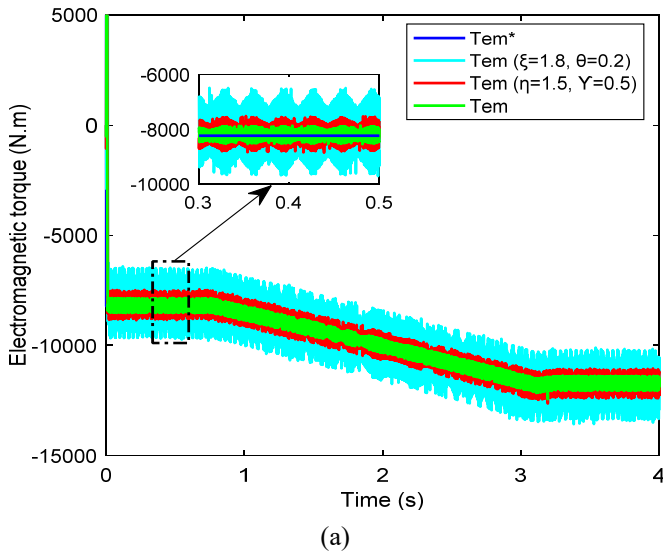 5000
0
-5000
-10000
-15000
Electromagnetic torque (N.m)
0
1
2
3
4
Time (s)
Tem*
Tem (ξ=1.8, θ=0.2)
Tem (η=1.5, ϒ=0.5)
Tem
-6000
-8000
-10000
0.3
0.4
0.5
(a)